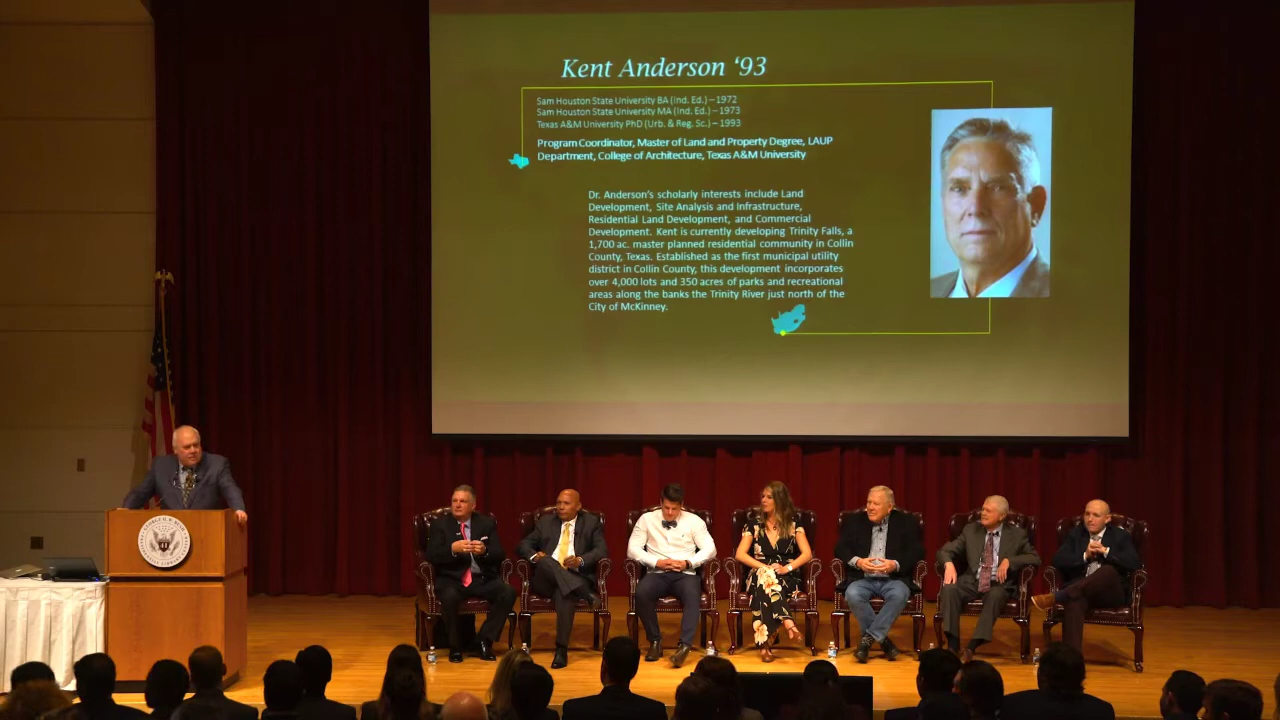 Kent Anderson ‘93
Sam Houston State University BA (Ind. Ed.) – 1972
Sam Houston State University MA (Ind. Ed.) – 1973
Texas A&M University PhD (Urb. & Reg. Sc.) – 1993
Program Coordinator, Master of Land and Property Degree, LAUP
Department, College of Architecture, Texas A&M University
Dr. Anderson's scholarly interests include Land
Development, Site Analysis and Infrastructure,
Residential Land Development, and Commercial
Development. Kent is currently developing Trinity Falls, a
1,700 ac. master planned residential community in Collin
County, Texas. Established as the first municipal utility
district in Collin County, this development incorporates
over 4,000 lots and 350 acres of parks and recreational
areas along the banks the Trinity River just north of the
City of McKinney.
GEORGE BUSH
LIBRARY